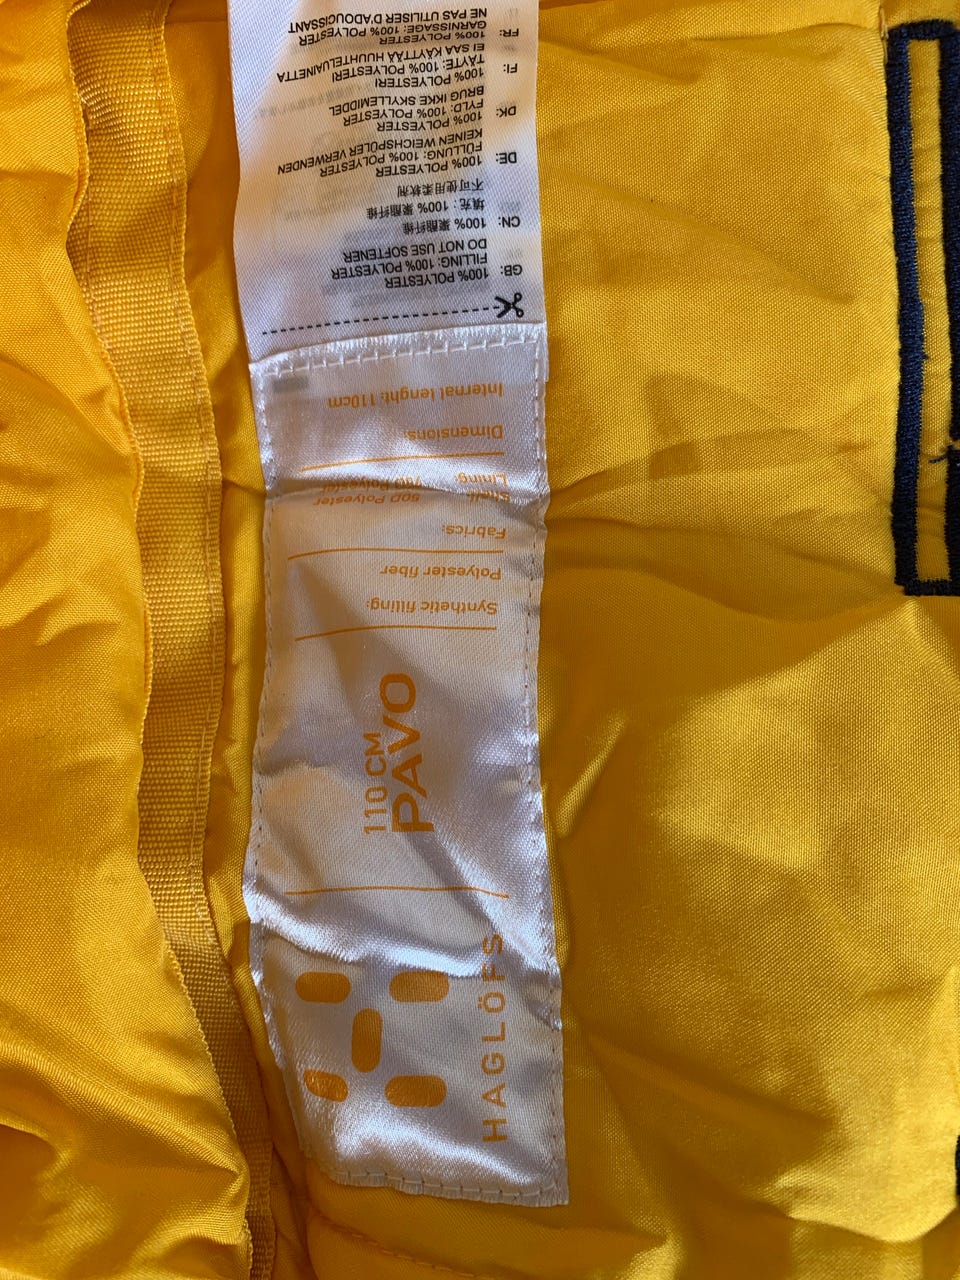 HAGLÖFS
110 CM
PAVO
Synthetic filling:
Polyester fiber
Fabrics:
Shell: 50D Polyester
Lining: Polyester
Dimensions:
Internal lenght: 110cm
GB: 100% POLYESTER
FILLING: 100% POLYESTER
DO NOT USE SOFTENER
CN: 100% 聚酯纤维
填充：100% 聚酯纤维
不可使用柔软剂
DE: 100% POLYESTER
FÜLLUNG: 100% POLYESTER
KEINEN WEICHSPÜLER VERWENDEN
DK: 100% POLYESTER
FYLD: 100% POLYESTER
BRUG IKKE SKYLLEMIDDEL
FI: 100% POLYESTERI
TÄYTE: 100% POLYESTERI
EI SAA KÄYTTÄÄ HUUHTELUAINETTA
FR: 100% POLYESTER
GARNISSAGE: 100% POLYESTER
NE PAS UTILISER D'ADOUCISSANT